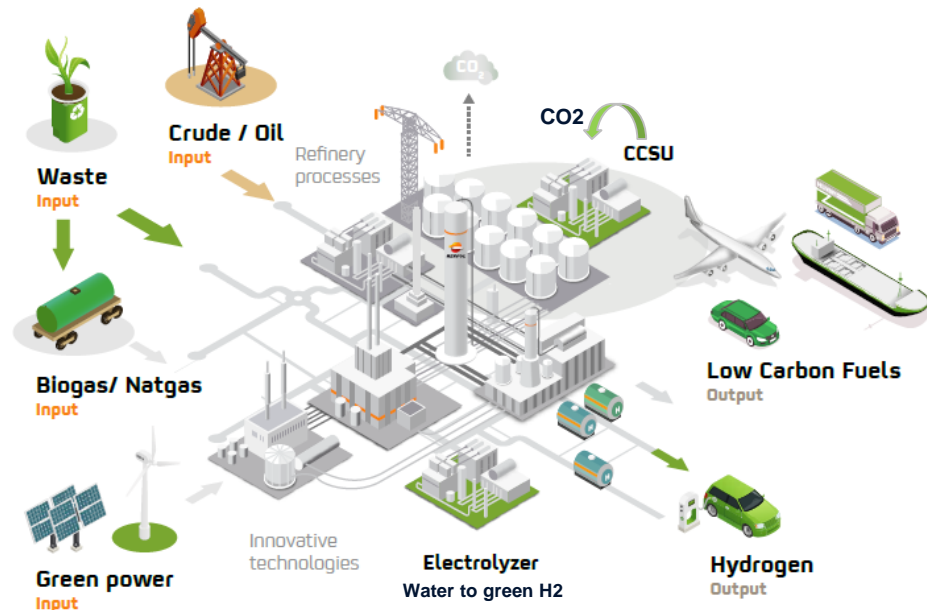 CO2
CO2
CCSU
Crude / Oil
Input
Refinery
processes
Waste
Input
Biogas/ Natgas
Input
Low Carbon Fuels
Output
Innovative
technologies
Electrolyzer
Water to green H2
Green power
Input
Hydrogen
Output